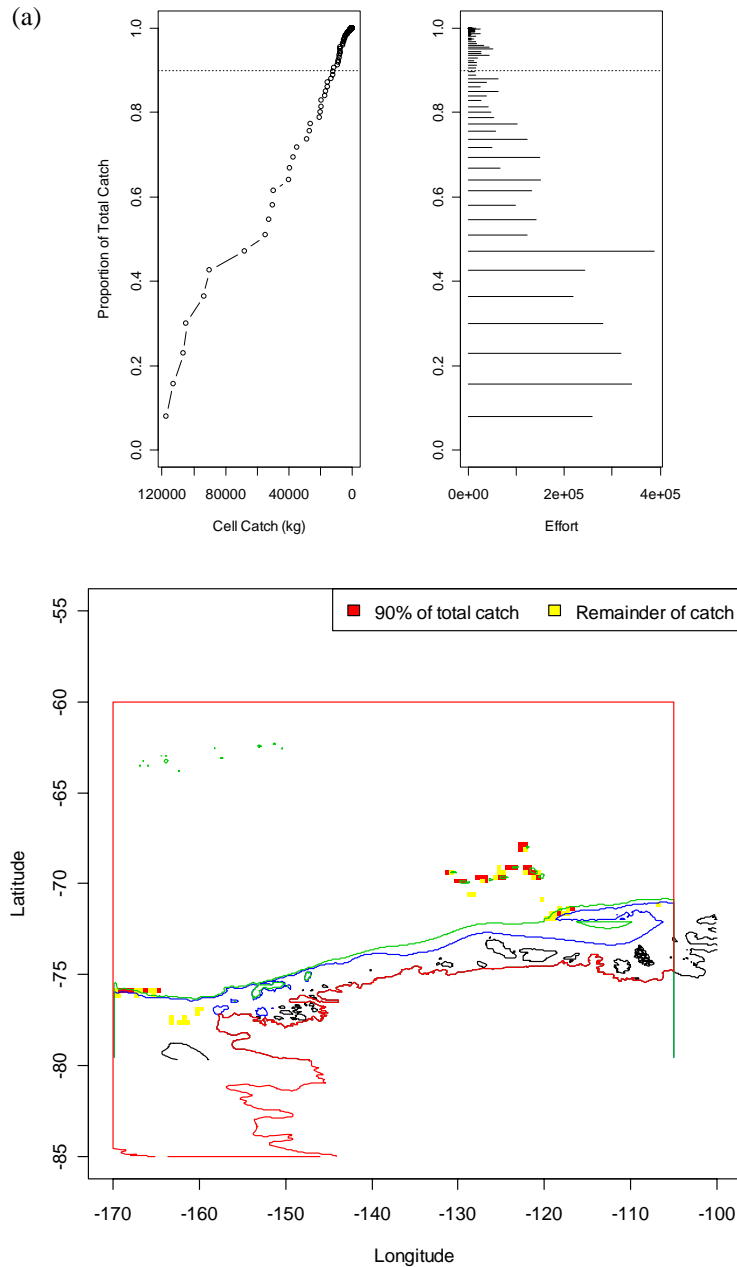 (a)
Proportion of Total Catch
1.0
0.8
0.6
0.4
0.2
0.0
120000 80000 40000 0
Cell Catch (kg)
1.0
0.8
0.6
0.4
0.2
0.0
0e+00 2e+05 4e+05
Effort
90% of total catch Remainder of catch
Latitude
-55
-60
-65
-70
-75
-80
-85
-170 -160 -150 -140 -130 -120 -110 -100
Longitude